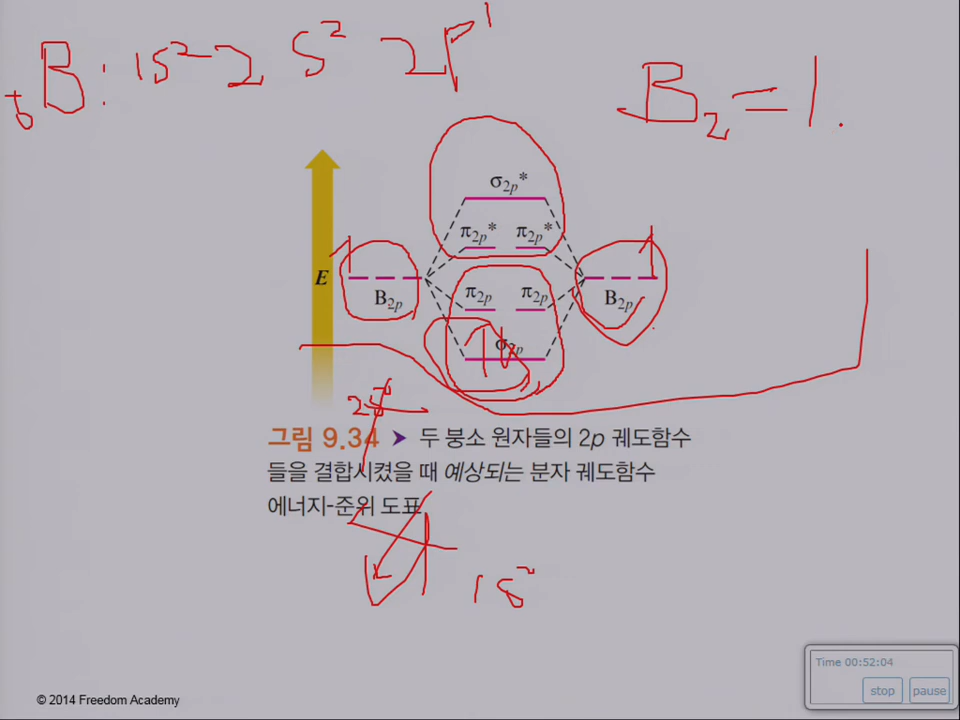 B: 1s² 2s² 2p¹
B₂ = 1.
σ₂ₚ*
π₂ₚ* π₂ₚ*
E
B₂ₚ π₂ₚ π₂ₚ B₂ₚ
σ₂ₚ
그림 9.34 ➤ 두 붕소 원자들의 2p 궤도함수
들을 결합시켰을 때 예상되는 분자 궤도함수
에너지-준위 도표
1s²
Time 00:52:04
stop pause
© 2014 Freedom Academy